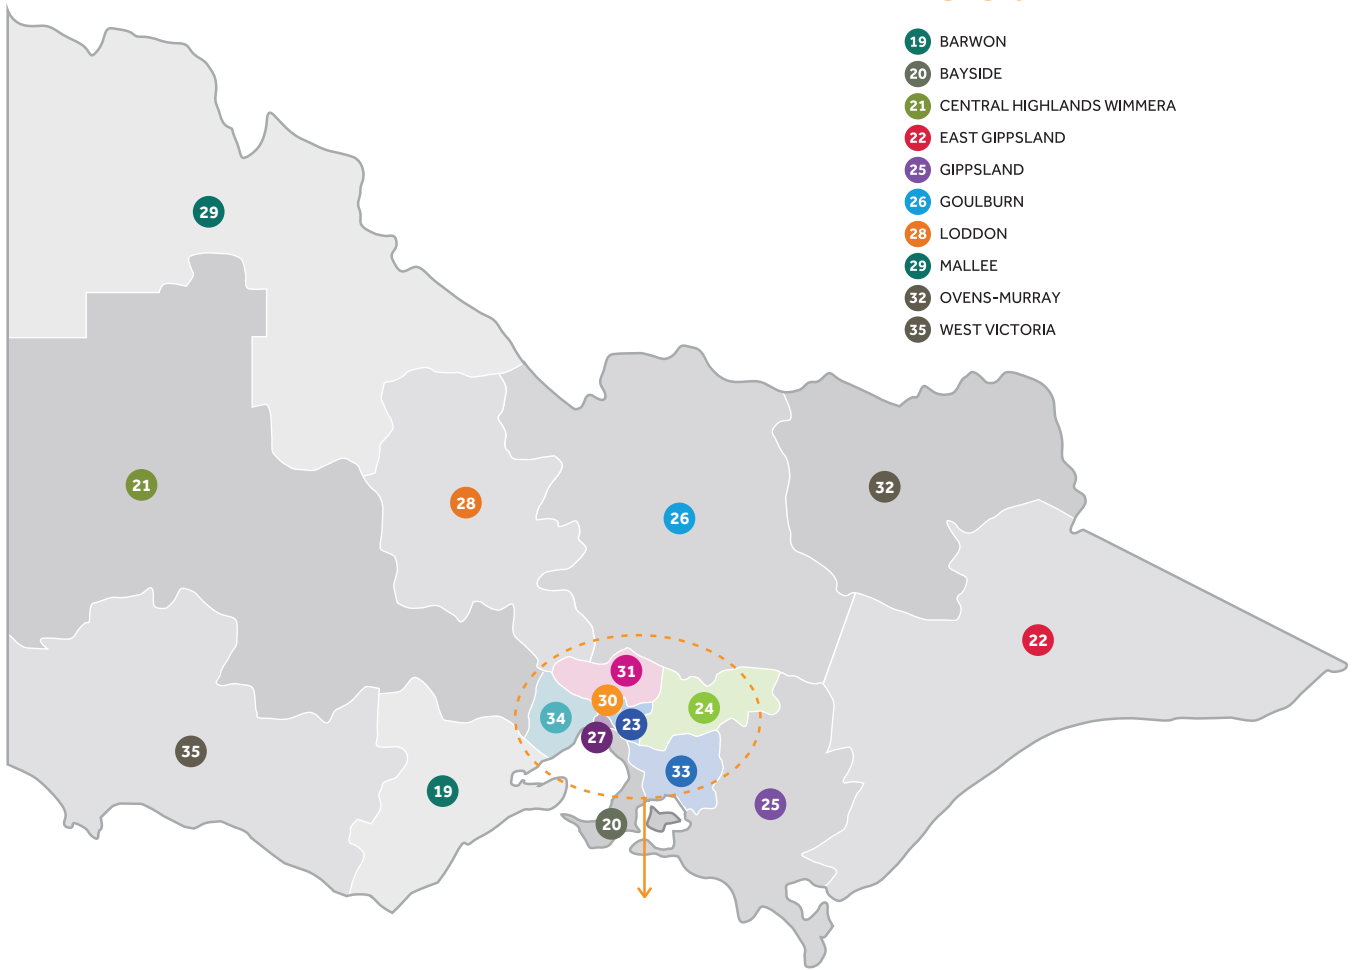 19 BARWON
20 BAYSIDE
21 CENTRAL HIGHLANDS WIMMERA
22 EAST GIPPSLAND
25 GIPPSLAND
26 GOULBURN
28 LODDON
29 MALLEE
32 OVENS-MURRAY
35 WEST VICTORIA
29
21
28
26
32
22
31
30
24
34
23
27
35
33
19
25
20